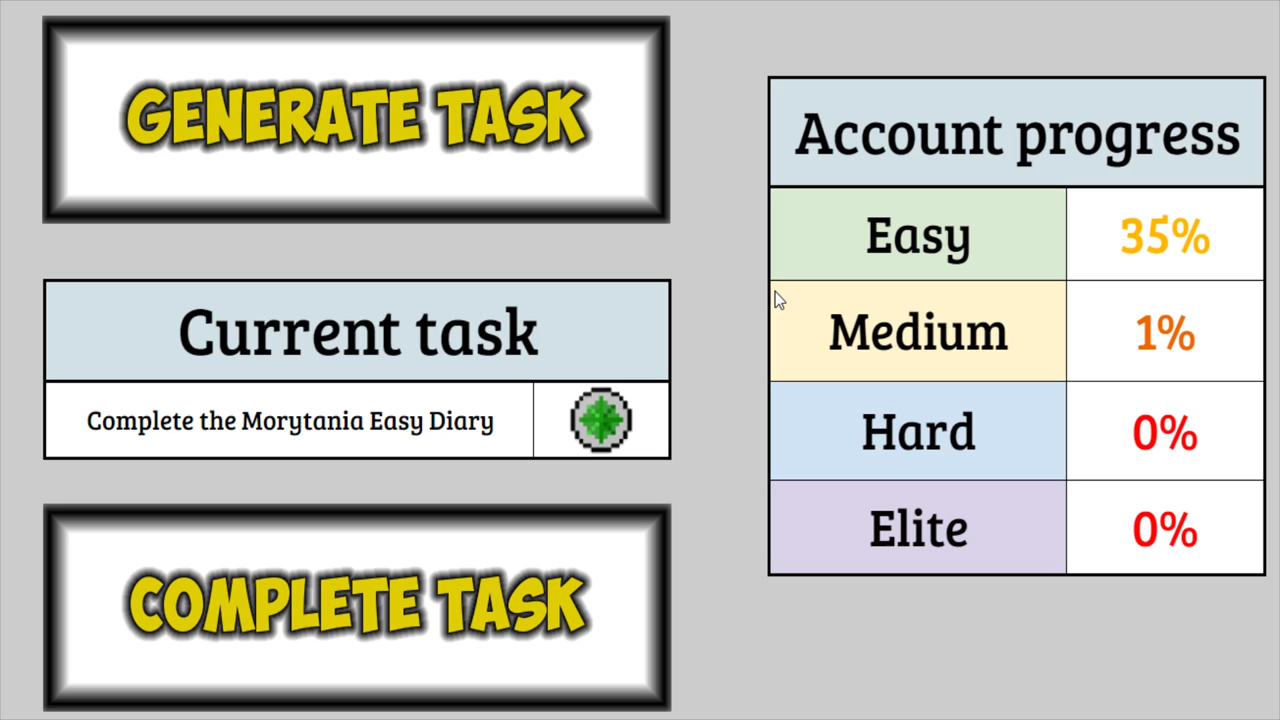 GENERATE TASK
Current task
Complete the Morytania Easy Diary
COMPLETE TASK
Account progress
Easy 35%
Medium 1%
Hard 0%
Elite 0%